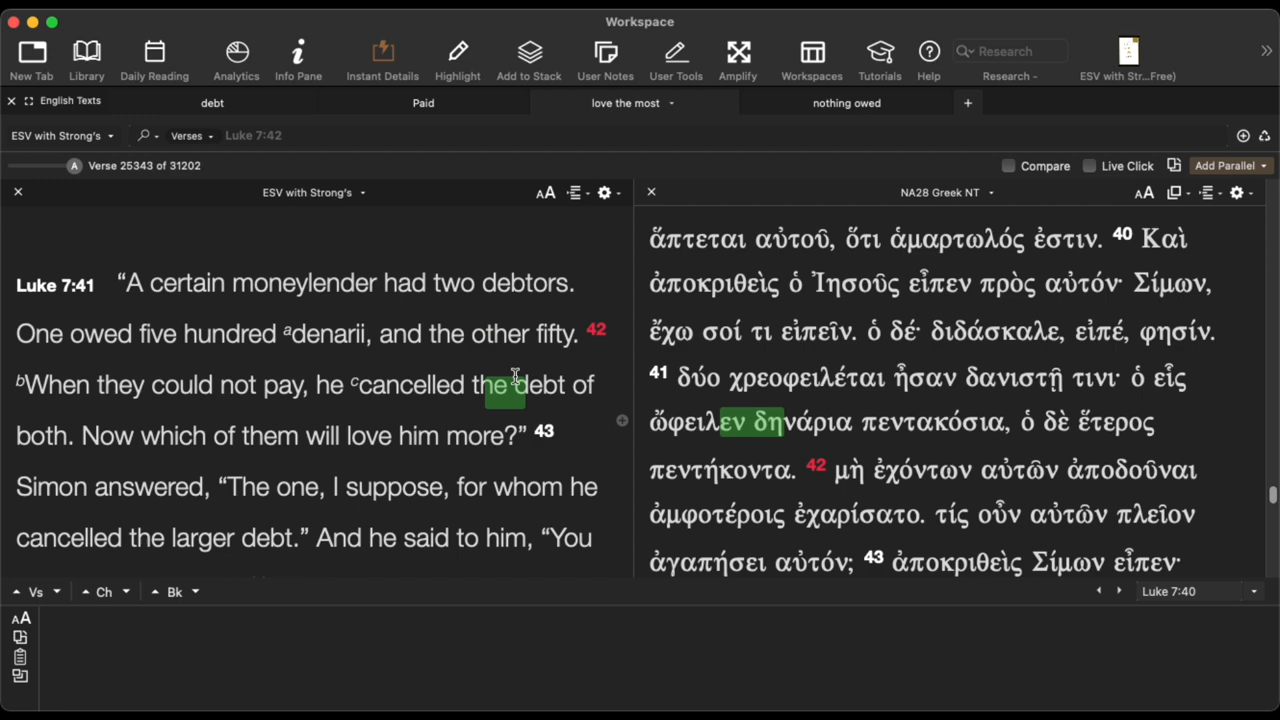 Workspace
New Tab Library Daily Reading Analytics Info Pane Instant Details Highlight Add to Stack User Notes User Tools Amplify Workspaces Tutorials Help Research Research ESV with Str...Free)
English Texts debt Paid love the most nothing owed
ESV with Strong's Verses Luke 7:42
A Verse 25343 of 31202 Compare Live Click Add Parallel
ESV with Strong's AA
NA28 Greek NT AA
Luke 7:41 “A certain moneylender had two debtors.
One owed five hundred adenarii, and the other fifty. 42
bWhen they could not pay, he ccancelled the debt of
both. Now which of them will love him more?” 43
Simon answered, “The one, I suppose, for whom he
cancelled the larger debt.” And he said to him, “You
ἅπτεται αὐτοῦ, ὅτι ἁμαρτωλός ἐστιν. 40 Καὶ
ἀποκριθεὶς ὁ Ἰησοῦς εἶπεν πρὸς αὐτόν· Σίμων,
ἔχω σοί τι εἰπεῖν. ὁ δέ· διδάσκαλε, εἰπέ, φησίν.
41 δύο χρεοφειλέται ἦσαν δανιστῇ τινι· ὁ εἷς
ὤφειλεν δηνάρια πεντακόσια, ὁ δὲ ἕτερος
πεντήκοντα. 42 μὴ ἐχόντων αὐτῶν ἀποδοῦναι
ἀμφοτέροις ἐχαρίσατο. τίς οὖν αὐτῶν πλεῖον
ἀγαπήσει αὐτόν; 43 ἀποκριθεὶς Σίμων εἶπεν·
Vs Ch Bk Luke 7:40
AA